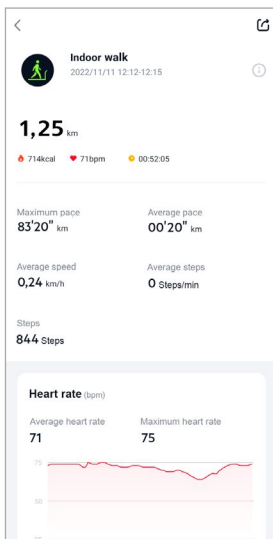 Indoor walk
2022/11/11 12:12-12:15
1,25 km
714kcal 71bpm 00:52:05
Maximum pace Average pace
83'20" km 00'20" km
Average speed Average steps
0,24 km/h 0 Steps/min
Steps
844 Steps
Heart rate (bpm)
Average heart rate Maximum heart rate
71 75
75
50